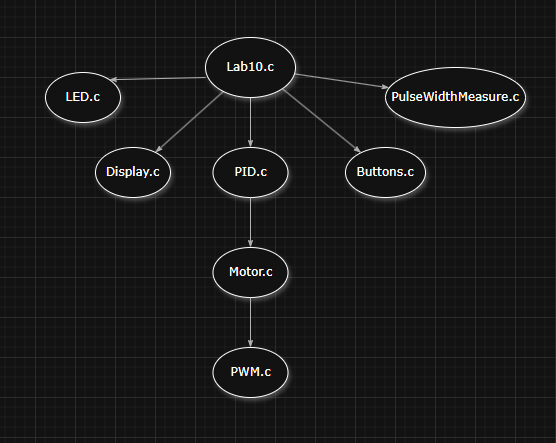 Lab10.c
LED.c
PulseWidthMeasure.c
Display.c
PID.c
Buttons.c
Motor.c
PWM.c